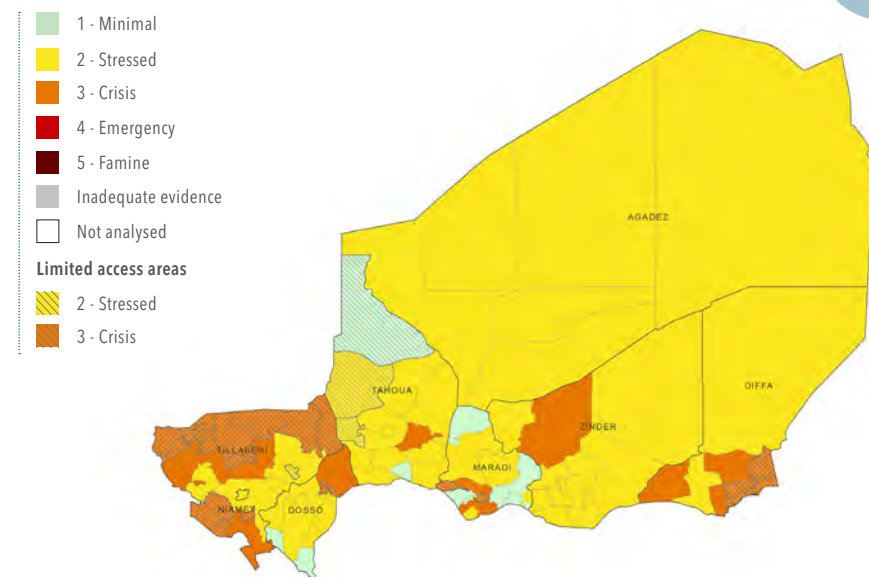 1 - Minimal
2 - Stressed
3 - Crisis
4 - Emergency
5 - Famine
Inadequate evidence
Not analysed
Limited access areas
2 - Stressed
3 - Crisis
AGADEZ
DIFFA
TAHOUA
ZINDER
TILLABERI
MARADI
NIAMEY
DOSSO